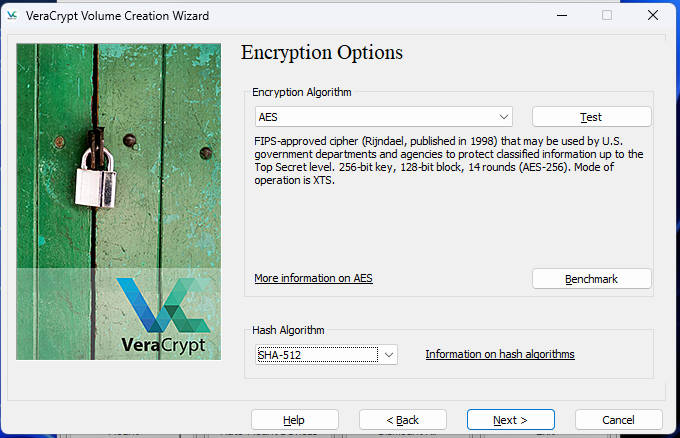 VeraCrypt Volume Creation Wizard
Encryption Options
Encryption Algorithm
AES
Test
FIPS-approved cipher (Rijndael, published in 1998) that may be used by U.S.
government departments and agencies to protect classified information up to the
Top Secret level. 256-bit key, 128-bit block, 14 rounds (AES-256). Mode of
operation is XTS.
More information on AES
Benchmark
VeraCrypt
Hash Algorithm
SHA-512
Information on hash algorithms
Help
< Back
Next >
Cancel